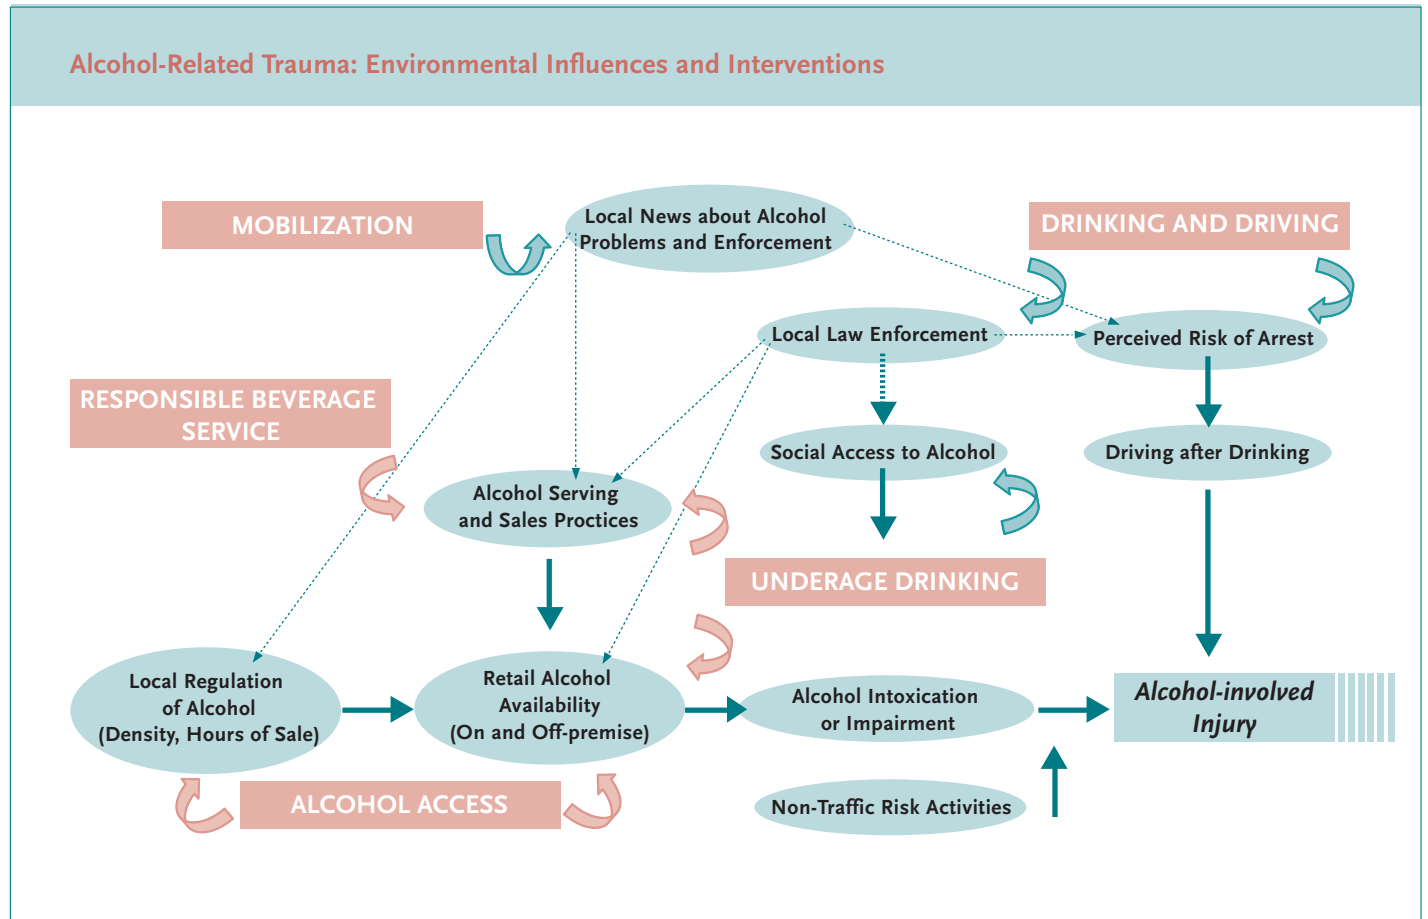 Alcohol-Related Trauma: Environmental Influences and Interventions
MOBILIZATION
Local News about Alcohol
Problems and Enforcement
DRINKING AND DRIVING
Local Law Enforcement
Perceived Risk of Arrest
RESPONSIBLE BEVERAGE
SERVICE
Social Access to Alcohol
Driving after Drinking
Alcohol Serving
and Sales Proctices
UNDERAGE DRINKING
Local Regulation
of Alcohol
(Density, Hours of Sale)
Retail Alcohol
Availability
(On and Off-premise)
Alcohol Intoxication
or Impairment
Alcohol-involved
Injury
ALCOHOL ACCESS
Non-Traffic Risk Activities